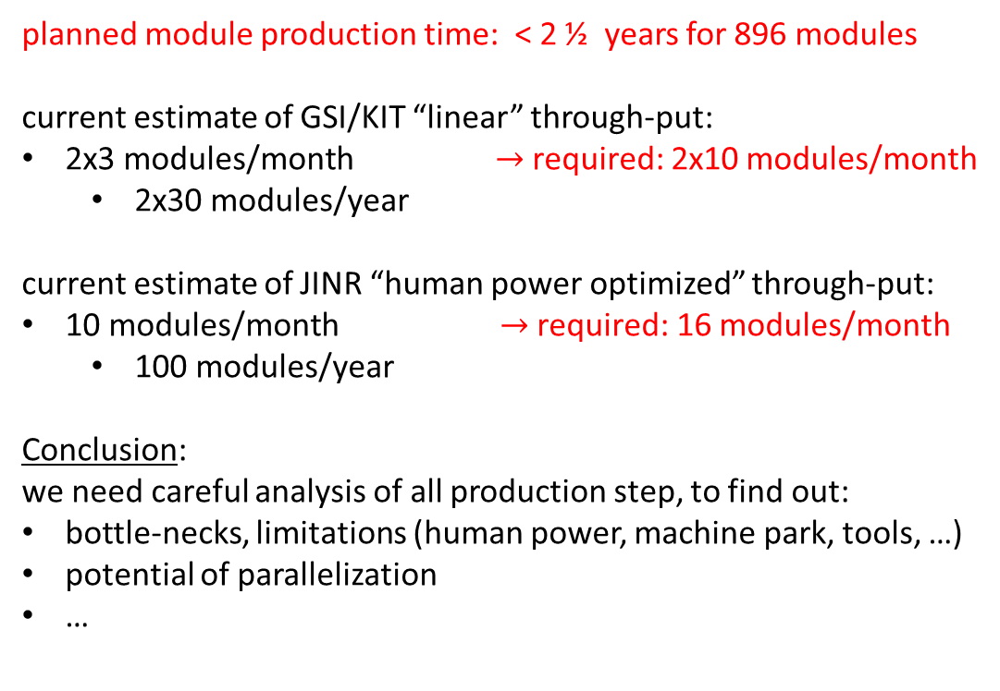 planned module production time: < 2 ½ years for 896 modules
current estimate of GSI/KIT “linear” through-put:
• 2x3 modules/month → required: 2x10 modules/month
• 2x30 modules/year
current estimate of JINR “human power optimized” through-put:
• 10 modules/month → required: 16 modules/month
• 100 modules/year
Conclusion:
we need careful analysis of all production step, to find out:
• bottle-necks, limitations (human power, machine park, tools, …)
• potential of parallelization
• …